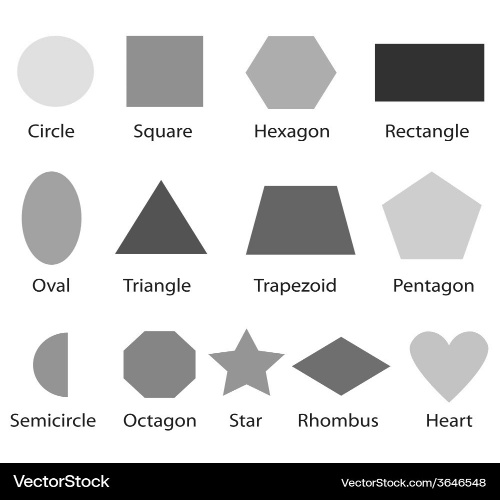 Circle Square Hexagon Rectangle
Oval Triangle Trapezoid Pentagon
Semicircle Octagon Star Rhombus Heart
VectorStock VectorStock.com/3646548